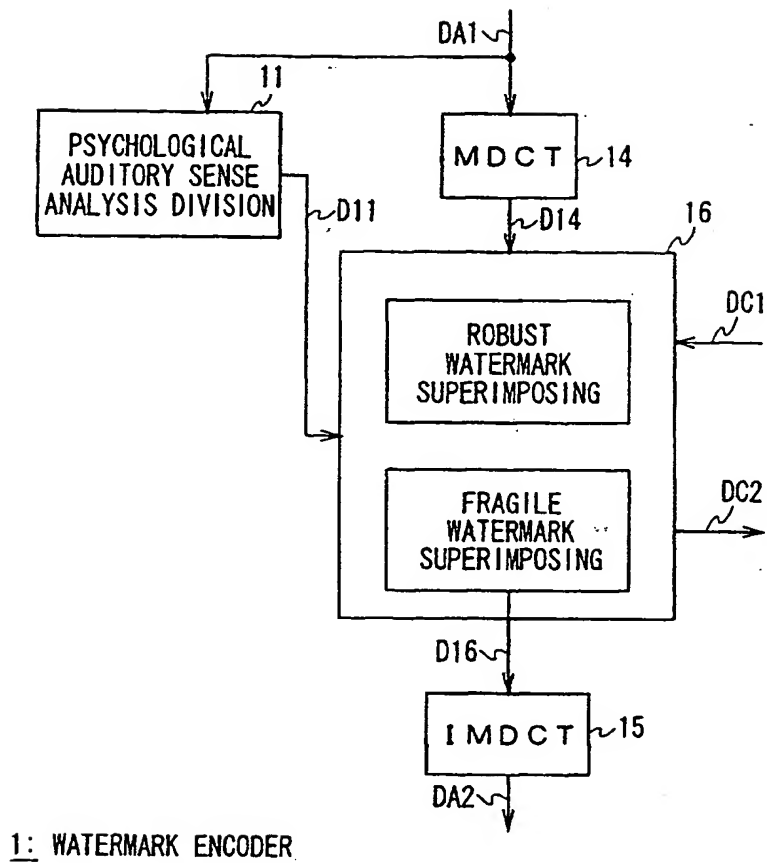 DA1
11
PSYCHOLOGICAL
AUDITORY SENSE
ANALYSIS DIVISION
MDCT
14
D11
D14
16
ROBUST
WATERMARK
SUPERIMPOSING
DC1
FRAGILE
WATERMARK
SUPERIMPOSING
DC2
D16
IMDCT
15
DA2
1: WATERMARK ENCODER